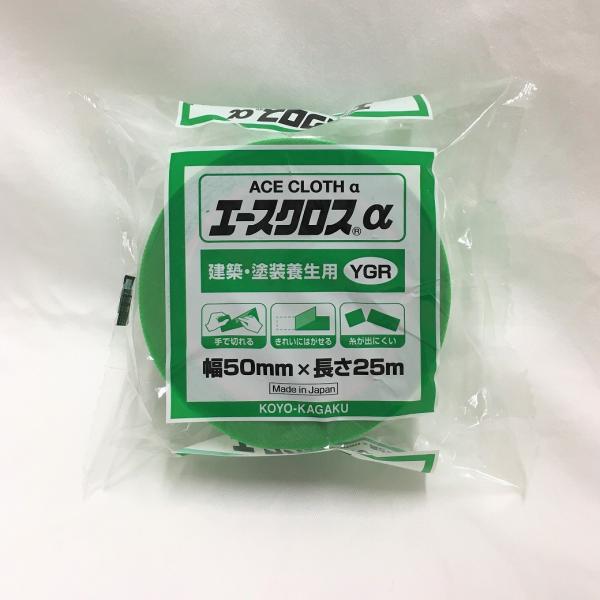 ACE CLOTH α
エースクロス® α
建築・塗装養生用 YGR
手で切れる きれいにはがせる 糸が出にくい
幅50mm×長さ25m
Made in Japan
KOYO-KAGAKU